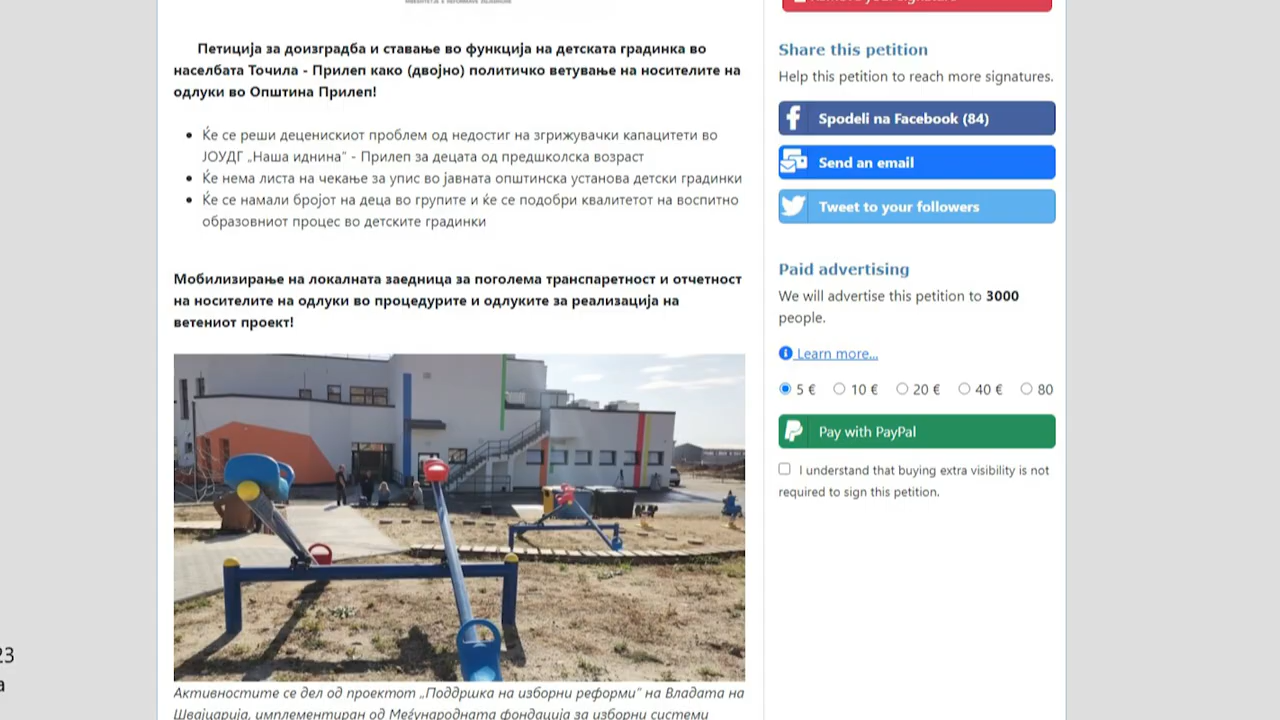 Петиција за доизградба и ставање во функција на детската градинка во
населбата Точила - Прилеп како (двојно) политичко ветување на носителите на
одлуки во Општина Прилеп!
Ќе се реши деценискиот проблем од недостиг на згрижувачки капацитети во
ЈОУДГ „Наша иднина" - Прилеп за децата од предшколска возраст
Ќе нема листа на чекање за упис во јавната општинска установа детски градинки
Ќе се намали бројот на деца во групите и ќе се подобри квалитетот на воспитно
образовниот процес во детските градинки
Мобилизирање на локалната заедница за поголема транспаретност и отчетност
на носителите на одлуки во процедурите и одлуките за реализација на
ветениот проект!
Активностите се дел од проектот „Поддршка на изборни реформи" на Владата на
Швајцарија, имплементиран од Меѓународната фондација за изборни системи
Share this petition
Help this petition to reach more signatures.
Spodeli na Facebook (84)
Send an email
Tweet to your followers
Paid advertising
We will advertise this petition to 3000
people.
Learn more...
5 € 10 € 20 € 40 € 80
Pay with PayPal
I understand that buying extra visibility is not
required to sign this petition.
23
а